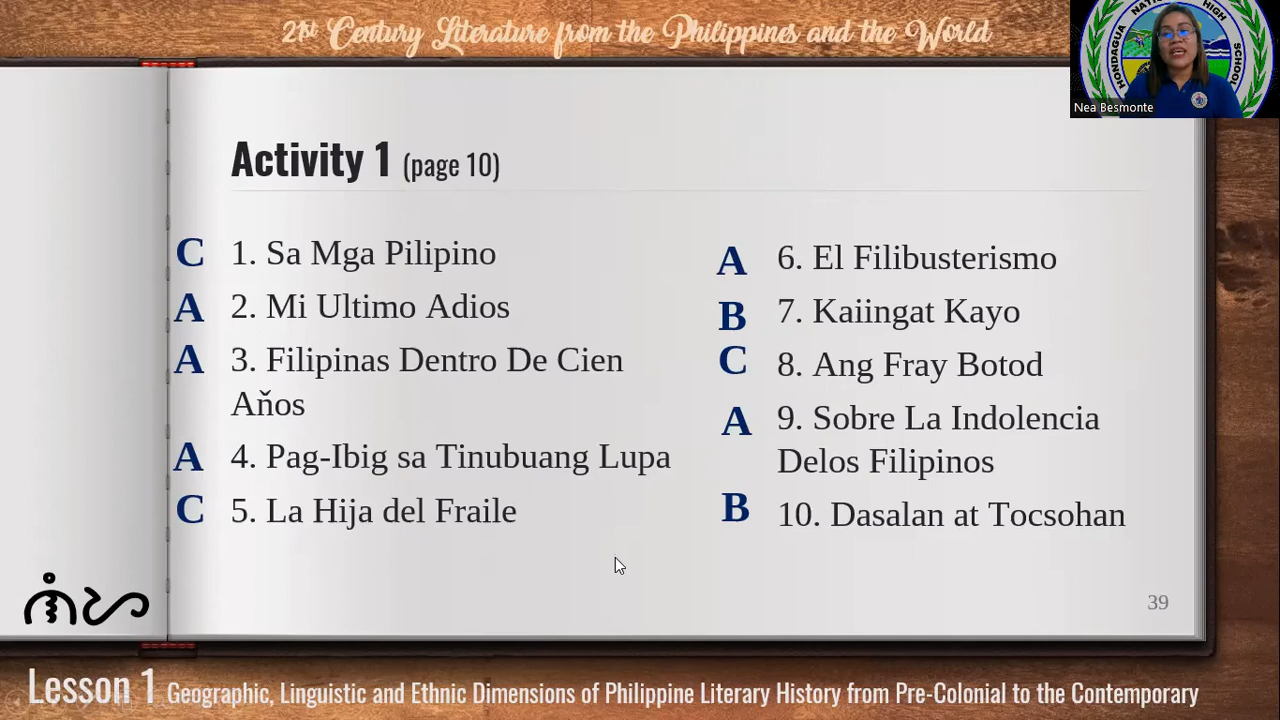 21st Century Literature from the Philippines and the World
HONDAGUA NATIONAL HIGH SCHOOL
Nea Besmonte
Activity 1 (page 10)
C 1. Sa Mga Pilipino
A 2. Mi Ultimo Adios
A 3. Filipinas Dentro De Cien
Aňos
A 4. Pag-Ibig sa Tinubuang Lupa
C 5. La Hija del Fraile
A 6. El Filibusterismo
B 7. Kaiingat Kayo
C 8. Ang Fray Botod
A 9. Sobre La Indolencia
Delos Filipinos
B 10. Dasalan at Tocsohan
39
Lesson 1 Geographic, Linguistic and Ethnic Dimensions of Philippine Literary History from Pre-Colonial to the Contemporary